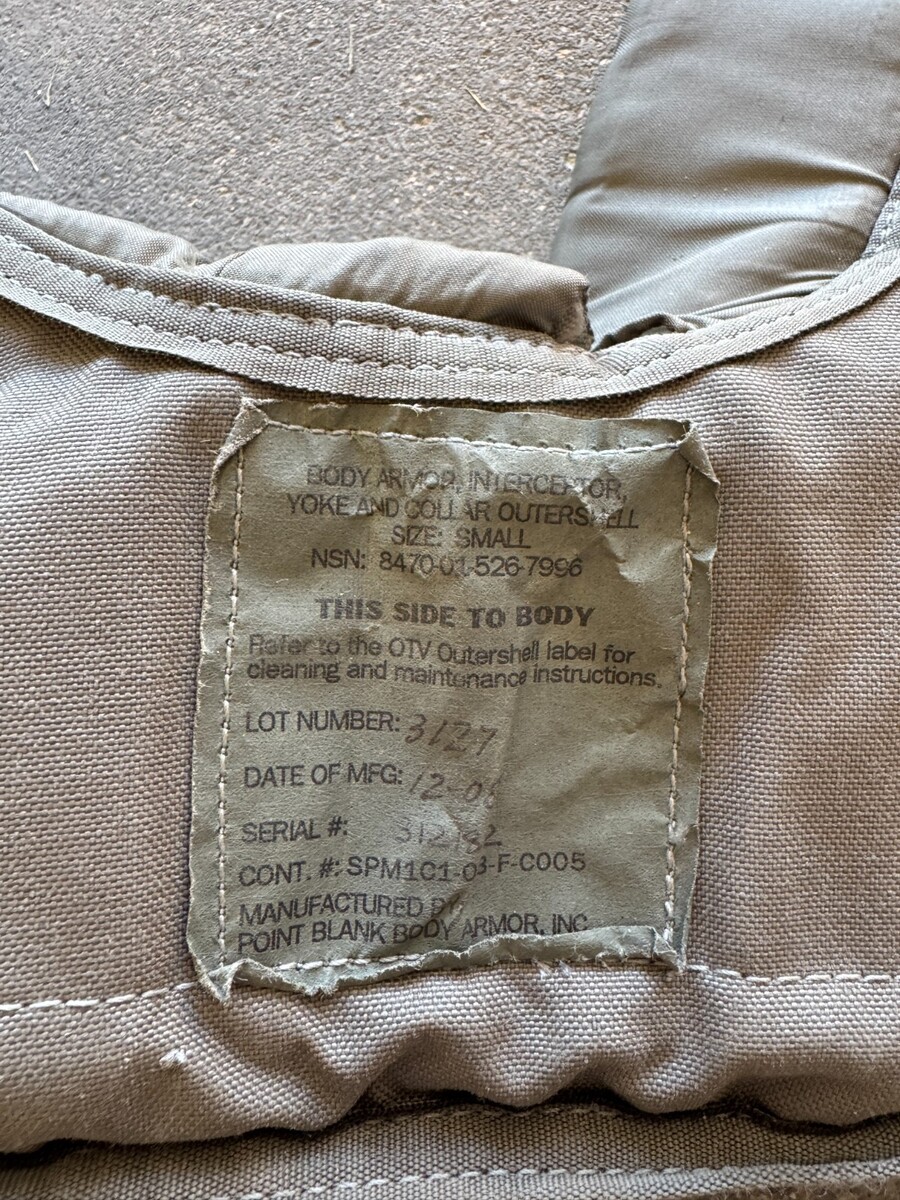 BODY ARMOR, INTERCEPTOR,
YOKE AND COLLAR OUTERSHELL
SIZE: SMALL
NSN: 8470-01-526-7996
THIS SIDE TO BODY
Refer to the OTV Outershell label for
cleaning and maintenance instructions.
LOT NUMBER: 3127
DATE OF MFG:
SERIAL #:
CONT. #: SPM1C1-03-F-C005
MANUFACTURED BY
POINT BLANK BODY ARMOR, INC